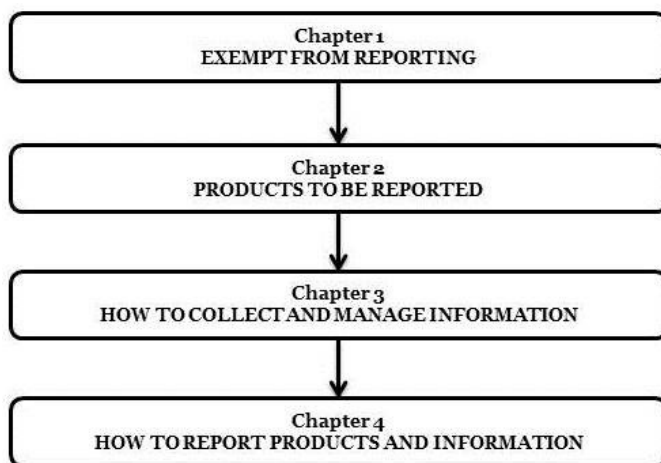 Chapter 1
EXEMPT FROM REPORTING
Chapter 2
PRODUCTS TO BE REPORTED
Chapter 3
HOW TO COLLECT AND MANAGE INFORMATION
Chapter 4
HOW TO REPORT PRODUCTS AND INFORMATION